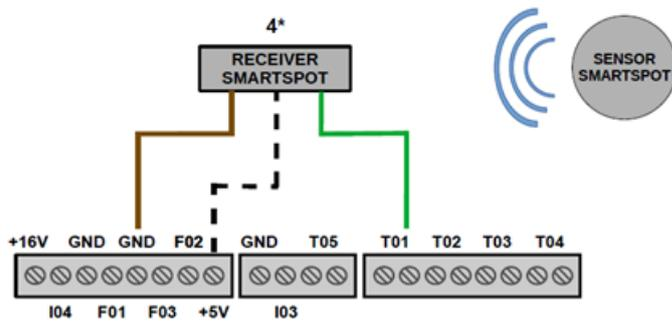 4*
RECEIVER
SMARTSPOT
SENSOR
SMARTSPOT
+16V GND GND F02 GND T05 T01 T02 T03 T04
I04 F01 F03 +5V I03